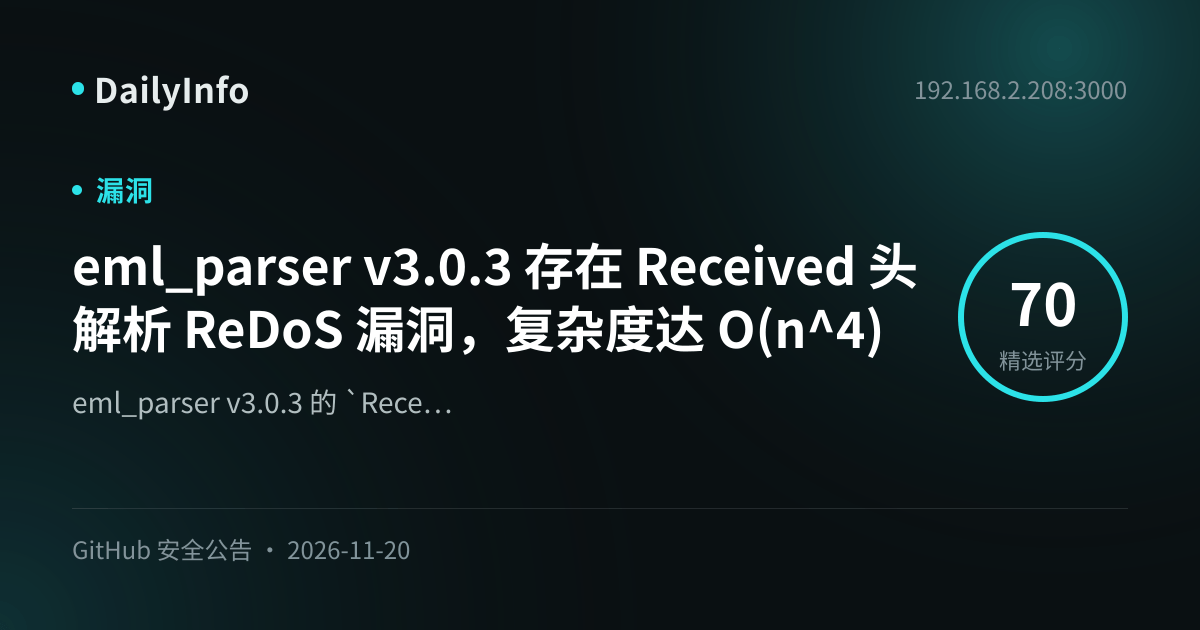 DailyInfo
192.168.2.208:3000
漏洞
eml_parser v3.0.3 存在 Received 头
解析 ReDoS 漏洞，复杂度达 O(n^4)
70
精选评分
eml_parser v3.0.3 的 `Rece…
GitHub 安全公告 · 2026-11-20